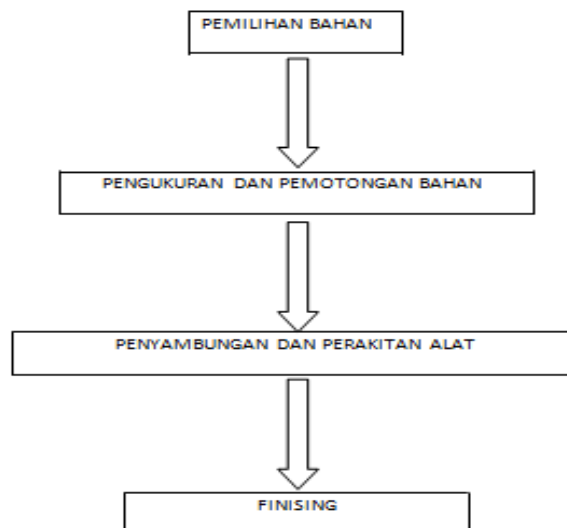 PEMILIHAN BAHAN
PENGUKURAN DAN PEMOTONGAN BAHAN
PENYAMBUNGAN DAN PERAKITAN ALAT
FINISING